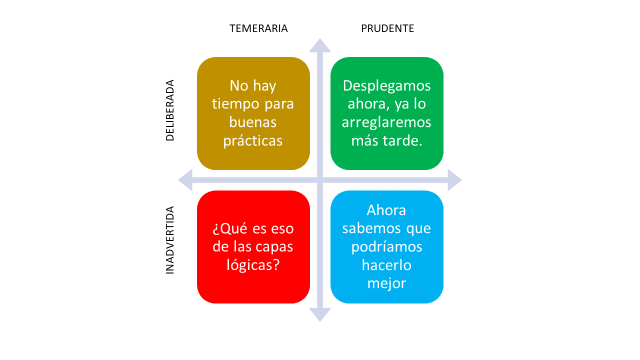 TEMERARIA
PRUDENTE
DELIBERADA
No hay
tiempo para
buenas
prácticas
Desplegamos
ahora, ya lo
arreglaremos
más tarde.
INADVERTIDA
¿Qué es eso
de las capas
lógicas?
Ahora
sabemos que
podríamos
hacerlo
mejor